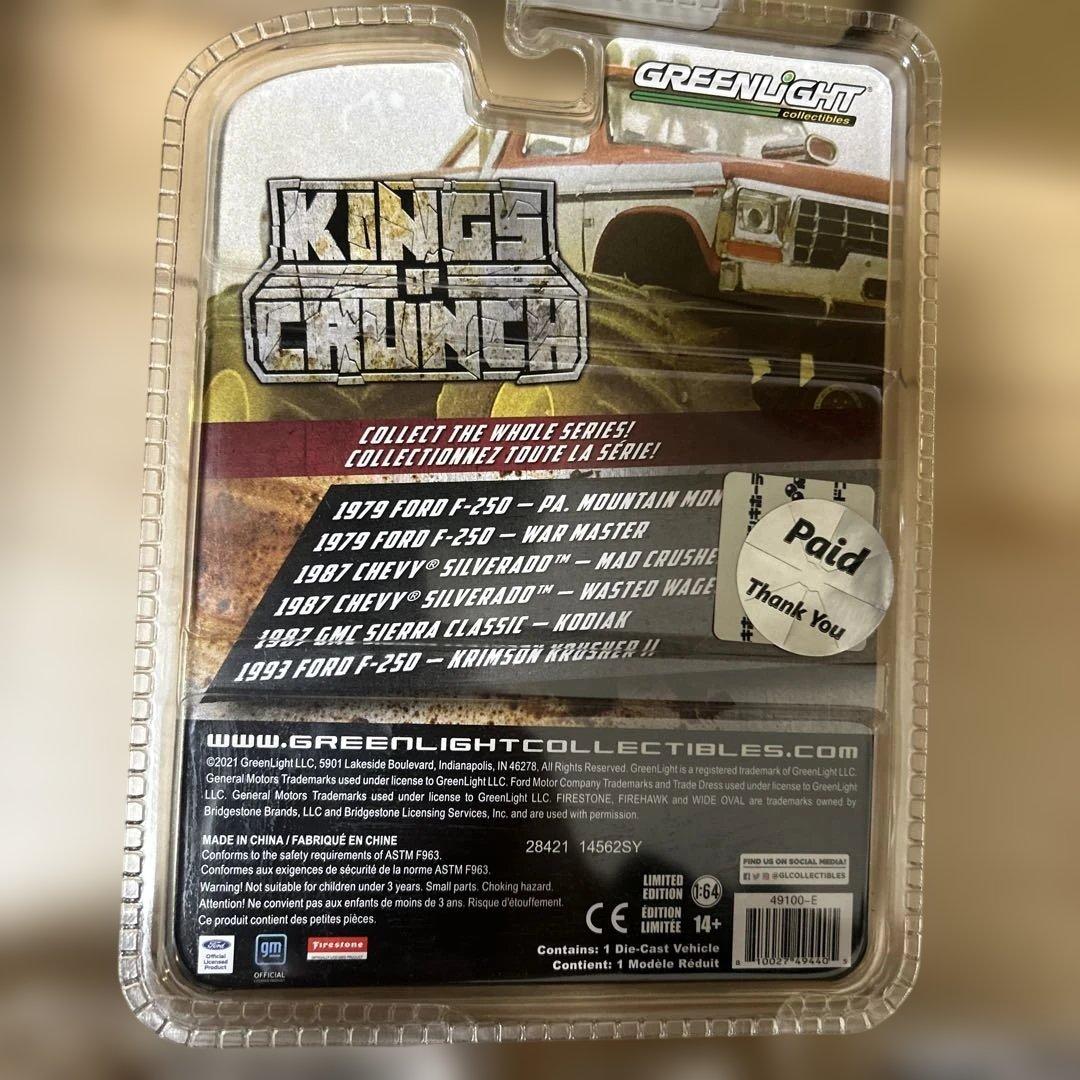 GREENLIGHT®
collectibles
KINGS
OF
CRUNCH
COLLECT THE WHOLE SERIES!
COLLECTIONNEZ TOUTE LA SÉRIE!
1979 FORD F-250 – PA. MOUNTAIN MON
1979 FORD F-250 – WAR MASTER
1987 CHEVY® SILVERADO™ – MAD CRUSHE
1987 CHEVY® SILVERADO™ – WASTED WAGE
1987 GMC SIERRA CLASSIC – KODIAK
1993 FORD F-250 – KRIMSON KRUSHER II
Paid
Thank You
WWW.GREENLIGHTCOLLECTIBLES.COM
©2021 GreenLight LLC, 5901 Lakeside Boulevard, Indianapolis, IN 46278, All Rights Reserved. GreenLight is a registered trademark of GreenLight LLC.
General Motors Trademarks used under license to GreenLight LLC. Ford Motor Company Trademarks and Trade Dress used under license to GreenLight
LLC. General Motors Trademarks used under license to GreenLight LLC. FIRESTONE, FIREHAWK and WIDE OVAL are trademarks owned by
Bridgestone Brands, LLC and Bridgestone Licensing Services, Inc. and are used with permission.
MADE IN CHINA / FABRIQUÉ EN CHINE
Conforms to the safety requirements of ASTM F963.
Conformes aux exigences de sécurité de la norme ASTM F963.
Warning! Not suitable for children under 3 years. Small parts. Choking hazard.
Attention! Ne convient pas aux enfants de moins de 3 ans. Risque d'étouffement.
Ce produit contient des petites pièces.
28421 14562SY
FIND US ON SOCIAL MEDIA!
@GLCOLLECTIBLES
LIMITED
EDITION
1:64
ÉDITION
LIMITÉE
14+
CE
Contains: 1 Die-Cast Vehicle
Contient: 1 Modèle Réduit
49100-E
8 10027 49440 5
Ford
Official
Licensed
Product
gm
OFFICIAL
Firestone